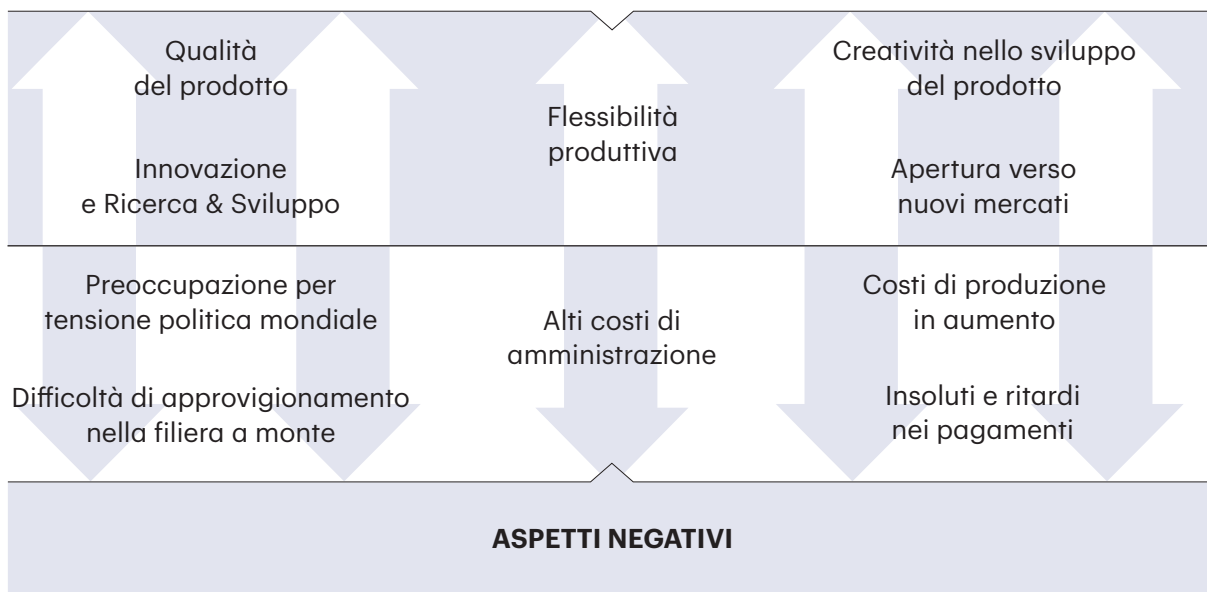 Qualità
del prodotto
Innovazione
e Ricerca & Sviluppo
Flessibilità
produttiva
Creatività nello sviluppo
del prodotto
Apertura verso
nuovi mercati
Preoccupazione per
tensione politica mondiale
Difficoltà di approvigionamento
nella filiera a monte
Alti costi di
amministrazione
Costi di produzione
in aumento
Insoluti e ritardi
nei pagamenti
ASPETTI NEGATIVI